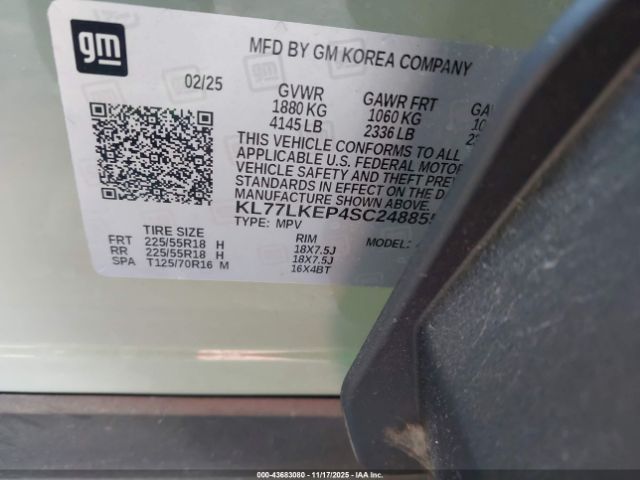 gm
MFD BY GM KOREA COMPANY
02/25
GVWR GAWR FRT
1880 KG 1060 KG
4145 LB 2336 LB
THIS VEHICLE CONFORMS TO ALL
APPLICABLE U.S. FEDERAL MOTOR
VEHICLE SAFETY AND THEFT PREVE
STANDARDS IN EFFECT ON THE DATE
MANUFACTURE SHOWN ABOVE.
KL77LKEP4SC24885
TYPE: MPV MODEL:
TIRE SIZE RIM
FRT 225/55R18 H 18X7.5J
RR 225/55R18 H 18X7.5J
SPA T125/70R16 M 16X4BT
000-43683080 - 11/17/2025 - IAA Inc.